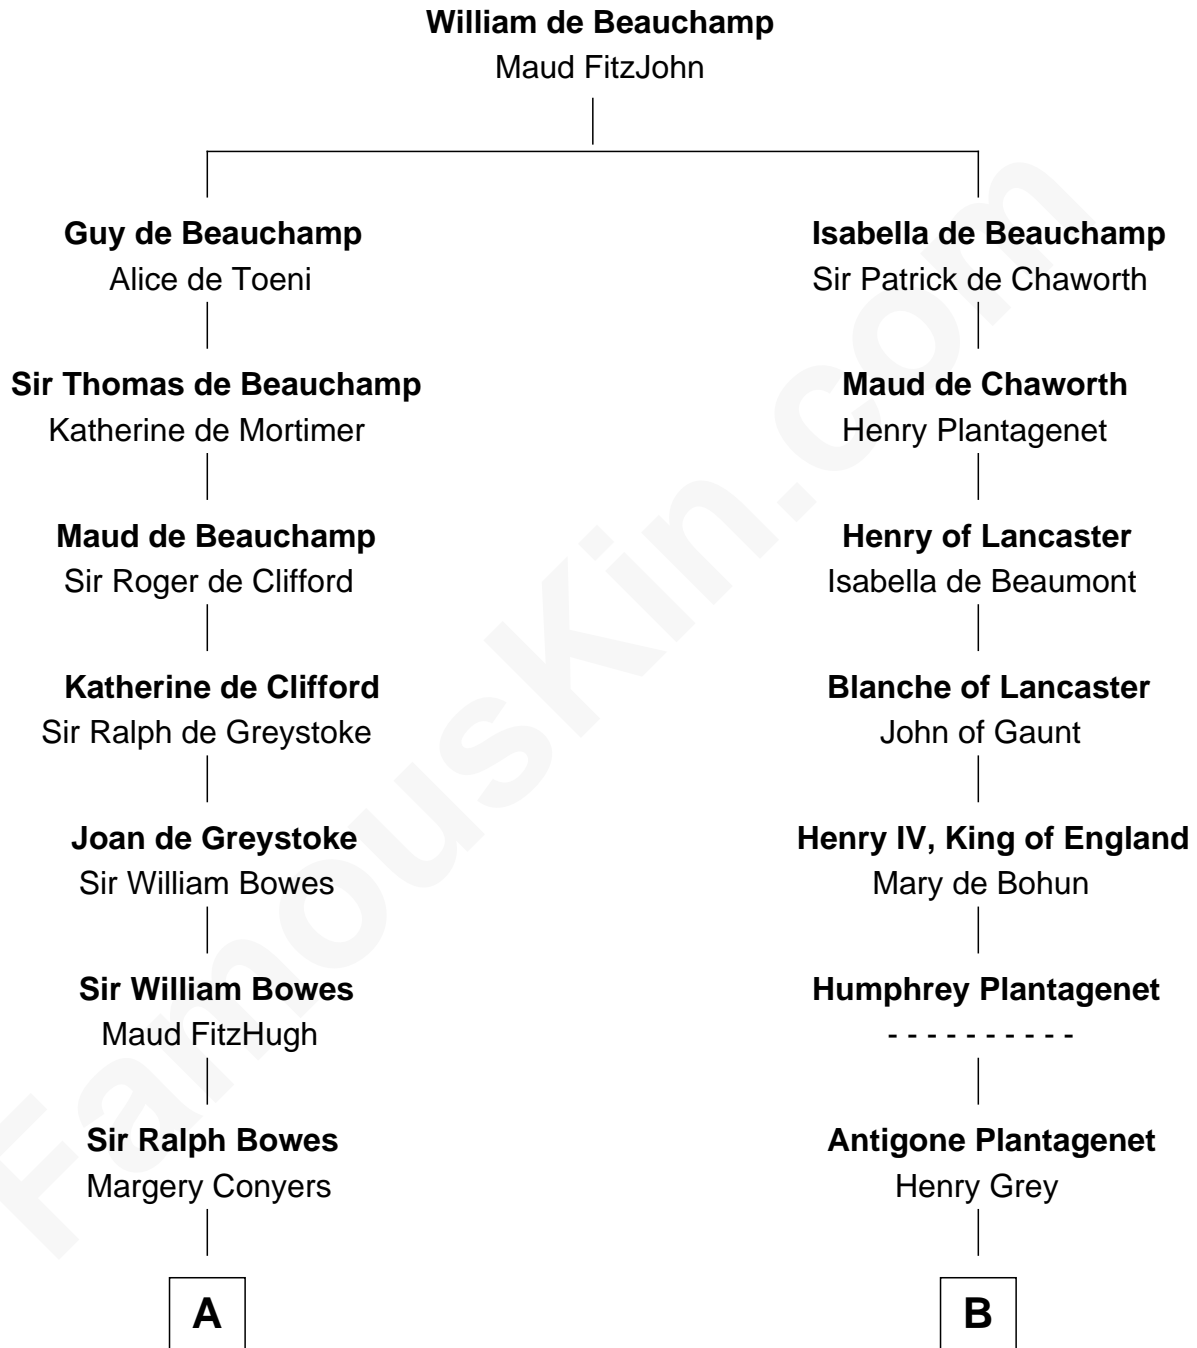 William de Beauchamp
Maud FitzJohn
Guy de Beauchamp
Alice de Toeni
Isabella de Beauchamp
Sir Patrick de Chaworth
Sir Thomas de Beauchamp
Katherine de Mortimer
Maud de Chaworth
Henry Plantagenet
Maud de Beauchamp
Sir Roger de Clifford
Henry of Lancaster
Isabella de Beaumont
Katherine de Clifford
Sir Ralph de Greystoke
Blanche of Lancaster
John of Gaunt
Joan de Greystoke
Sir William Bowes
Henry IV, King of England
Mary de Bohun
Sir William Bowes
Maud FitzHugh
Humphrey Plantagenet
- - - - - - - - - -
Sir Ralph Bowes
Margery Conyers
Antigone Plantagenet
Henry Grey
A
B
FamousKin.com